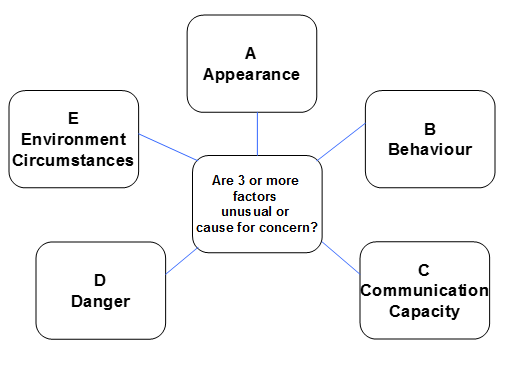 A
Appearance
B
Behaviour
C
Communication
Capacity
D
Danger
E
Environment
Circumstances
Are 3 or more
factors
unusual or
cause for concern?